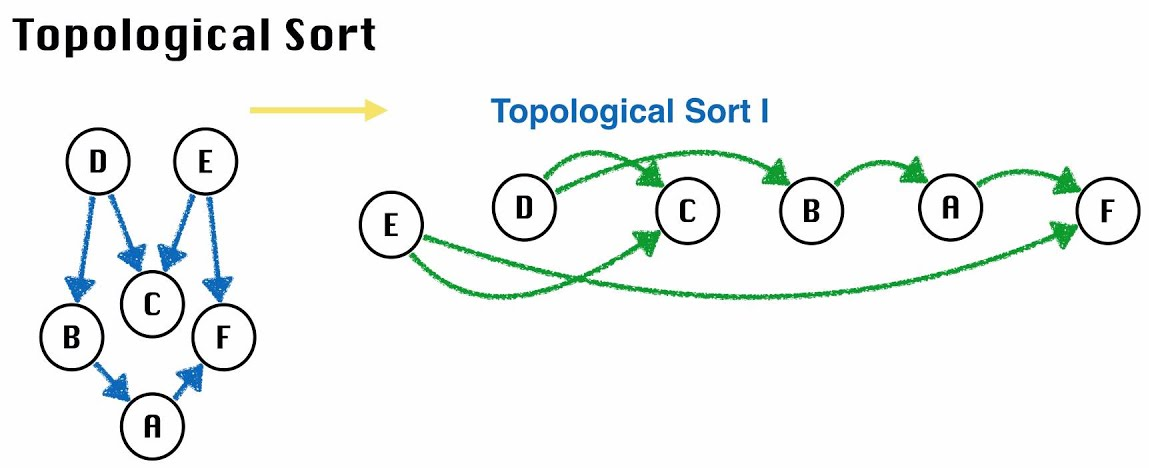 Topological Sort
Topological Sort I
D E
E D C B A F
C
B F
A